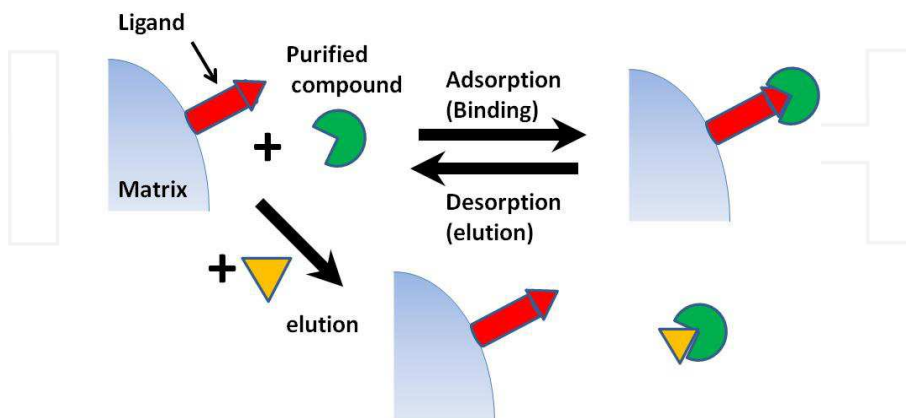 Ligand
Purified
compound
Adsorption
(Binding)
+
Matrix
Desorption
(elution)
+
elution